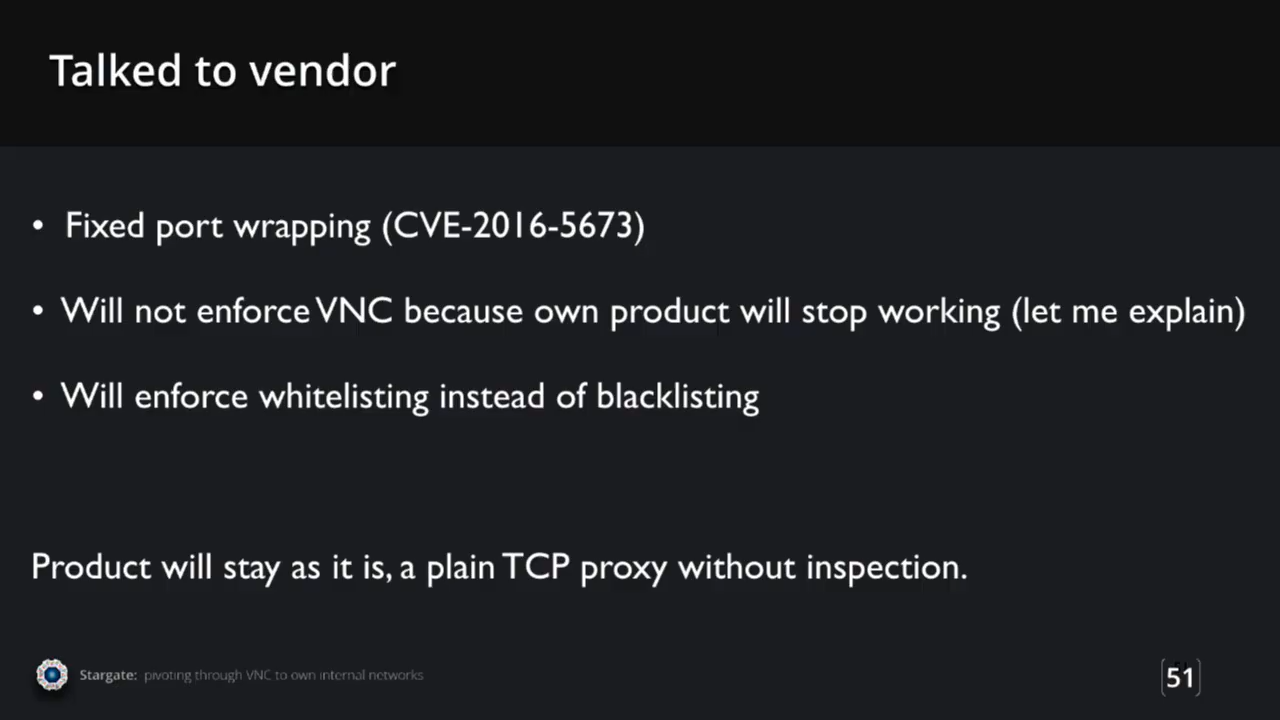 Talked to vendor
• Fixed port wrapping (CVE-2016-5673)
• Will not enforce VNC because own product will stop working (let me explain)
• Will enforce whitelisting instead of blacklisting
Product will stay as it is, a plain TCP proxy without inspection.
Stargate: pivoting through VNC to own internal networks
51